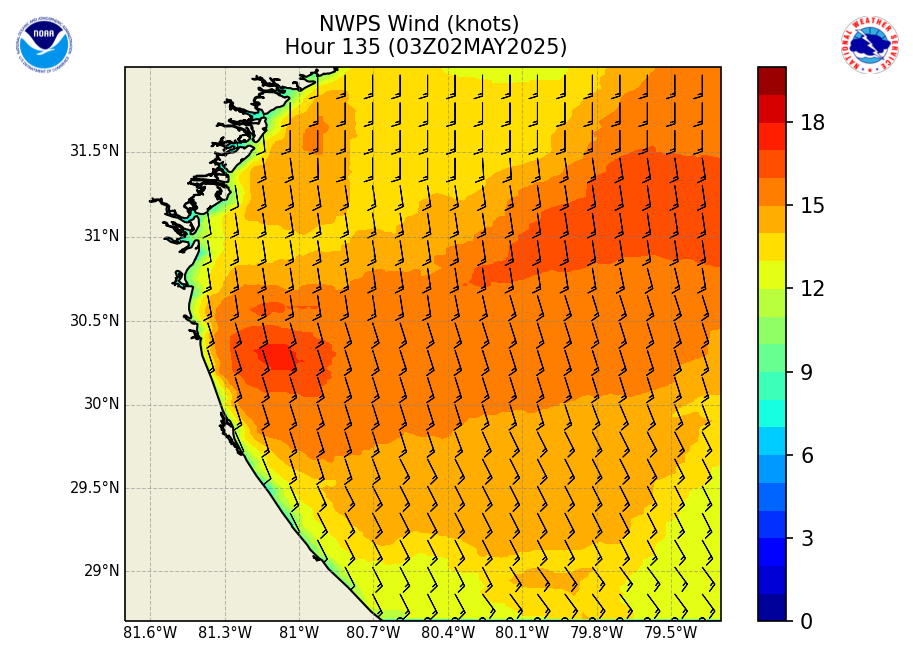 NWPS Wind (knots)
Hour 135 (03Z02MAY2025)
NOAA
NATIONAL WEATHER SERVICE
31.5°N
31°N
30.5°N
30°N
29.5°N
29°N
81.6°W 81.3°W 81°W 80.7°W 80.4°W 80.1°W 79.8°W 79.5°W
18
15
12
9
6
3
0